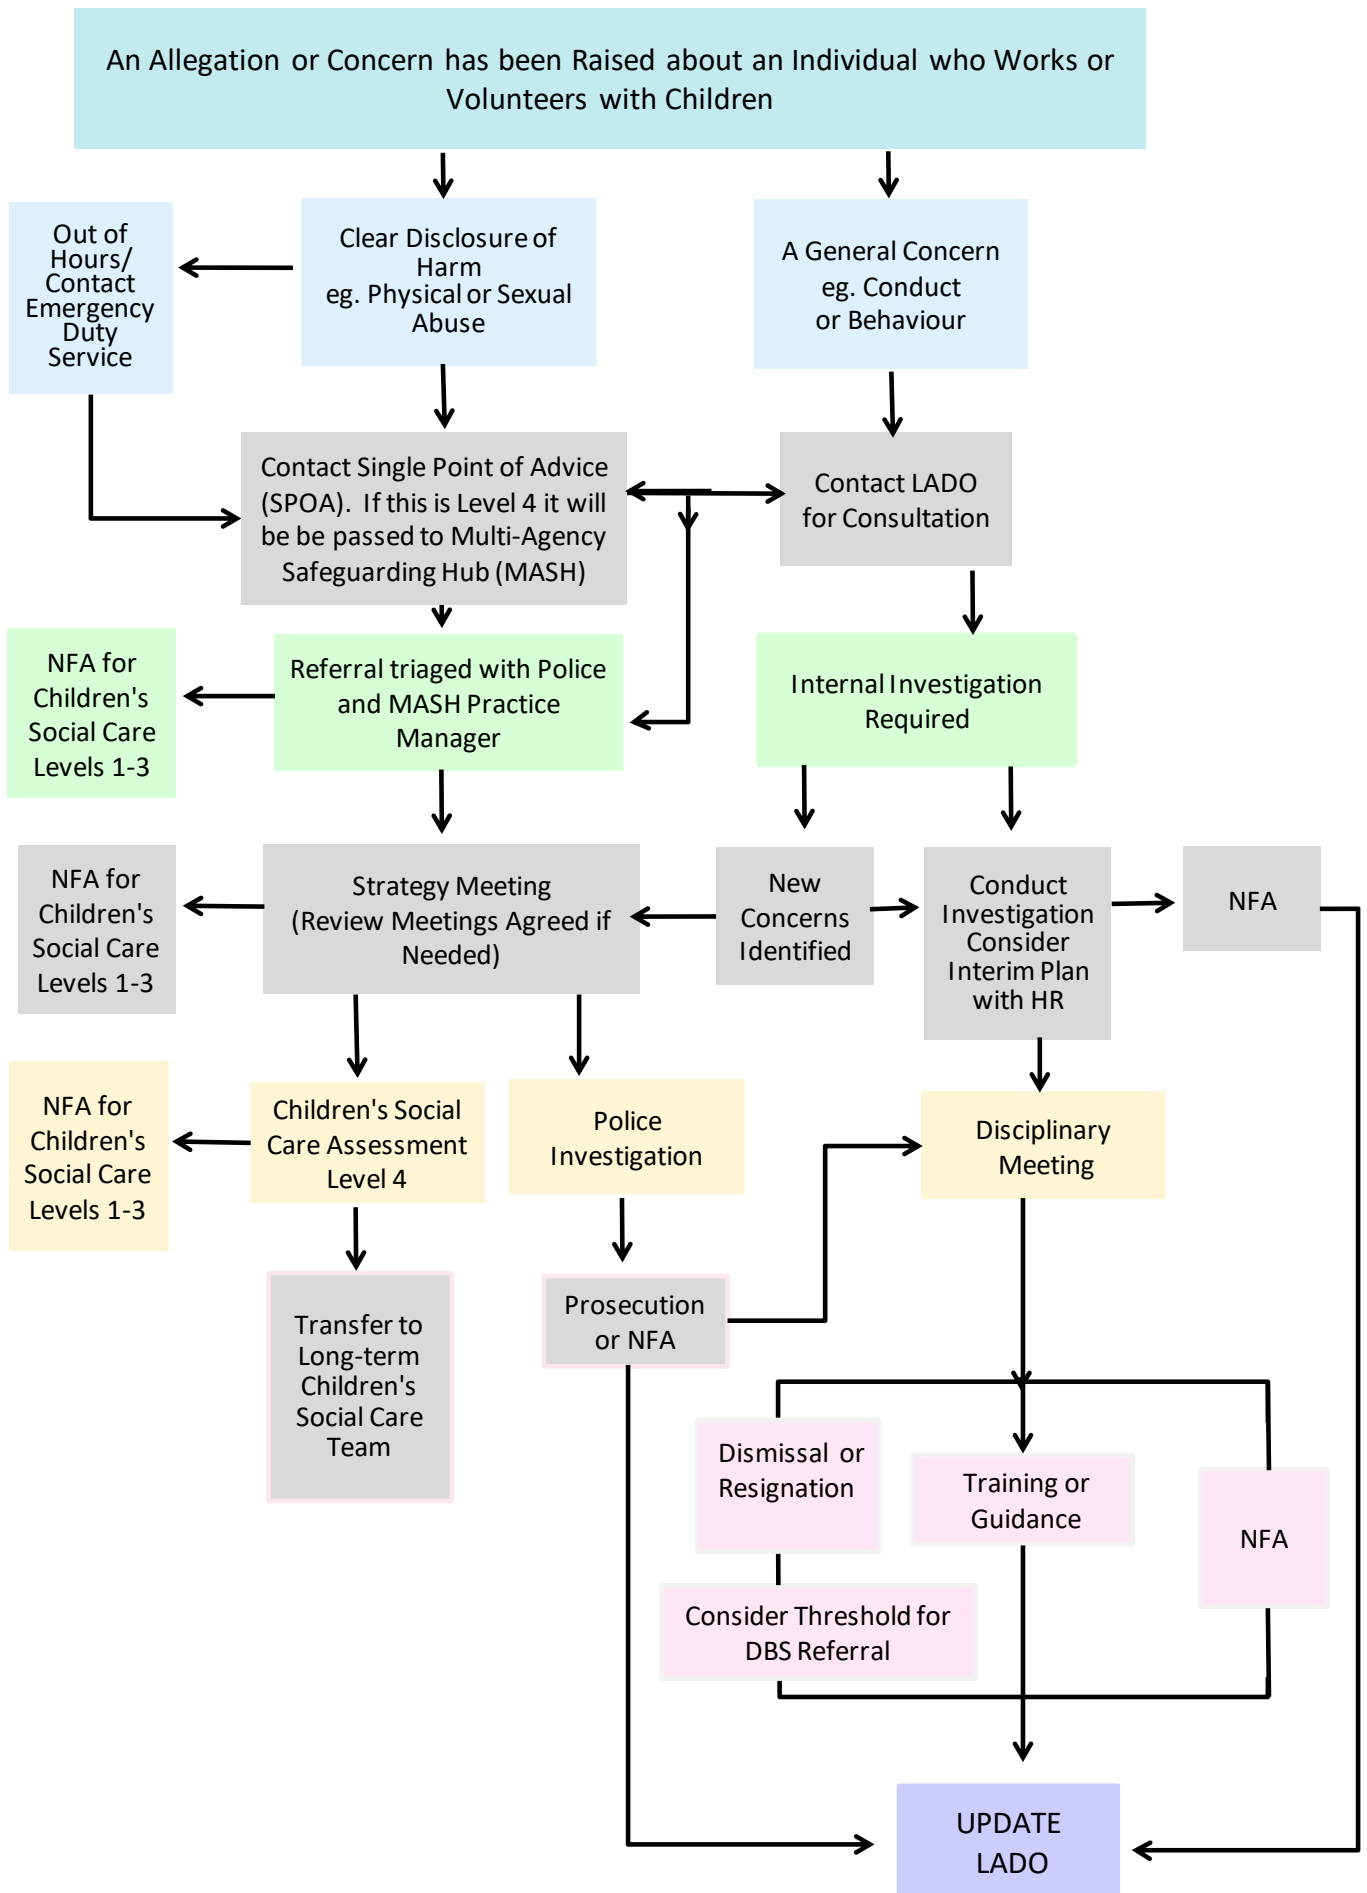 An Allegation or Concern has been Raised about an Individual who Works or
Volunteers with Children
Out of
Hours/
Contact
Emergency
Duty
Service
Clear Disclosure of
Harm
eg. Physical or Sexual
Abuse
A General Concern
eg. Conduct
or Behaviour
Contact Single Point of Advice
(SPOA). If this is Level 4 it will
be be passed to Multi-Agency
Safeguarding Hub (MASH)
Contact LADO
for Consultation
NFA for
Children's
Social Care
Levels 1-3
Referral triaged with Police
and MASH Practice
Manager
Internal Investigation
Required
NFA for
Children's
Social Care
Levels 1-3
Strategy Meeting
(Review Meetings Agreed if
Needed)
New
Concerns
Identified
Conduct
Investigation
Consider
Interim Plan
with HR
NFA
NFA for
Children's
Social Care
Levels 1-3
Children's Social
Care Assessment
Level 4
Police
Investigation
Disciplinary
Meeting
Transfer to
Long-term
Children's
Social Care
Team
Prosecution
or NFA
Dismissal or
Resignation
Training or
Guidance
NFA
Consider Threshold for
DBS Referral
UPDATE
LADO